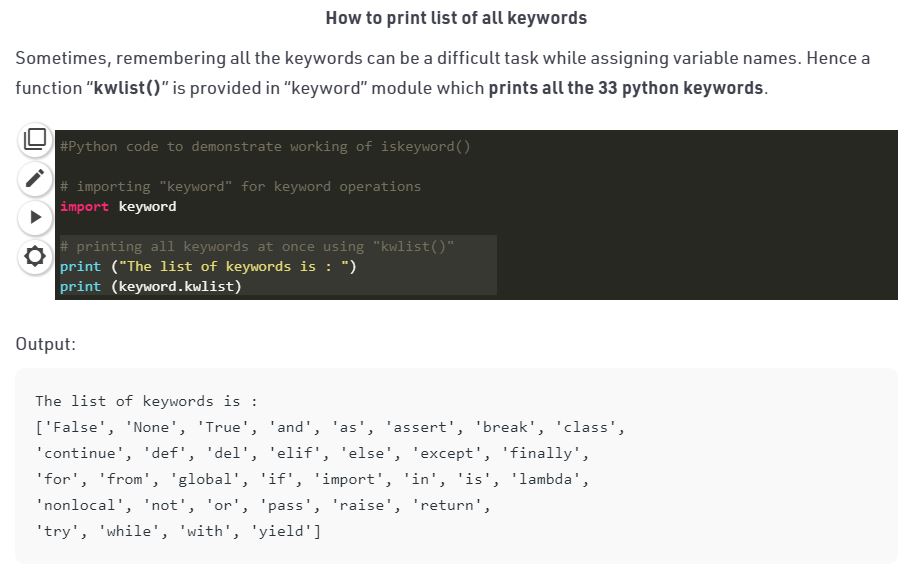 How to print list of all keywords
Sometimes, remembering all the keywords can be a difficult task while assigning variable names. Hence a
function “kwlist()” is provided in “keyword” module which prints all the 33 python keywords.
#Python code to demonstrate working of iskeyword()
# importing "keyword" for keyword operations
import keyword
# printing all keywords at once using "kwlist()"
print ("The list of keywords is : ")
print (keyword.kwlist)
Output:
The list of keywords is :
['False', 'None', 'True', 'and', 'as', 'assert', 'break', 'class',
'continue', 'def', 'del', 'elif', 'else', 'except', 'finally',
'for', 'from', 'global', 'if', 'import', 'in', 'is', 'lambda',
'nonlocal', 'not', 'or', 'pass', 'raise', 'return',
'try', 'while', 'with', 'yield']